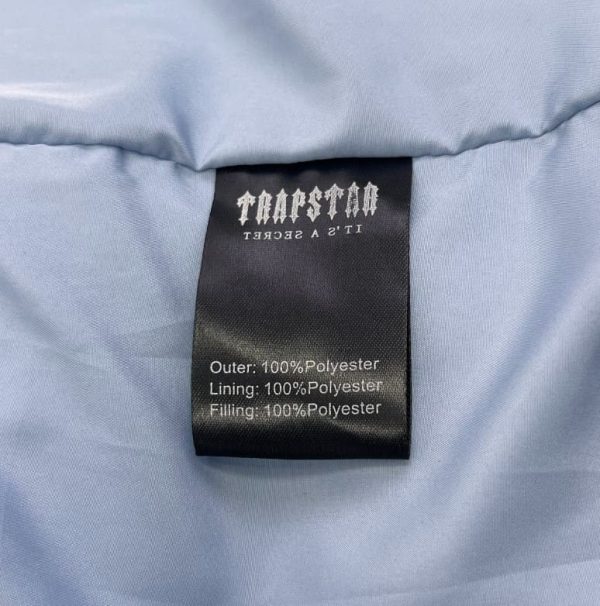 TRAPSTAR
IT'S A SECRET
Outer: 100%Polyester
Lining: 100%Polyester
Filling: 100%Polyester